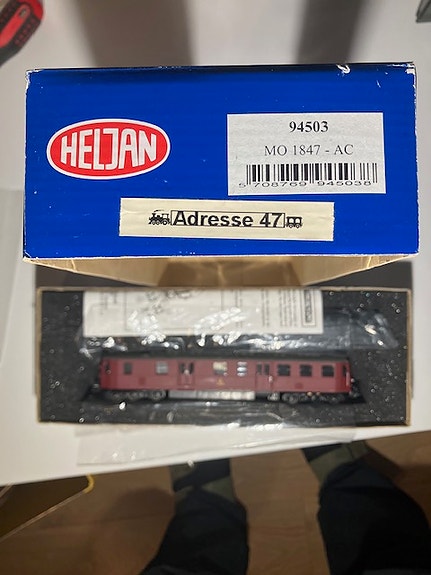 HELJAN
94503
MO 1847 - AC
5 708769 945038
Adresse 47